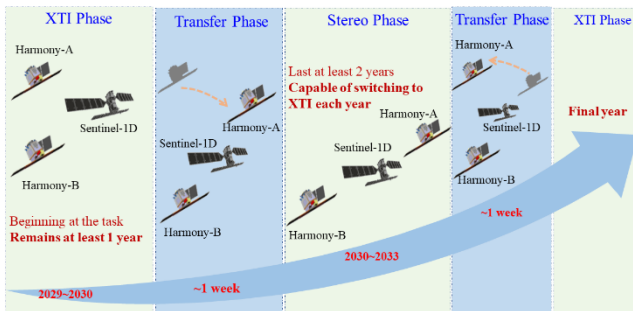 XTI Phase
Harmony-A
Sentinel-1D
Harmony-B
Beginning at the task
Remains at least 1 year
2029~2030
Transfer Phase
Harmony-A
Sentinel-1D
Harmony-B
~1 week
Stereo Phase
Last at least 2 years
Capable of switching to
XTI each year
Harmony-A
Sentinel-1D
Harmony-B
2030~2033
Transfer Phase
Harmony-A
Sentinel-1D
Harmony-B
~1 week
XTI Phase
Final year